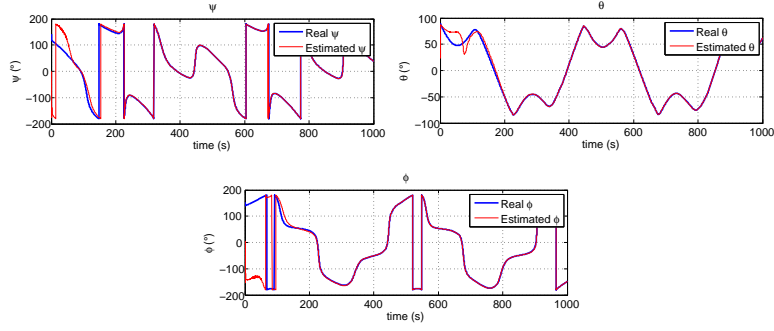 ψ
200
100
0
−100
−200
ψ (°)
Real ψ
Estimated ψ
0 200 400 600 800 1000
time (s)
θ
100
50
0
−50
−100
θ (°)
Real θ
Estimated θ
0 200 400 600 800 1000
time (s)
ϕ
200
100
0
−100
−200
ϕ (°)
Real ϕ
Estimated ϕ
0 200 400 600 800 1000
time (s)